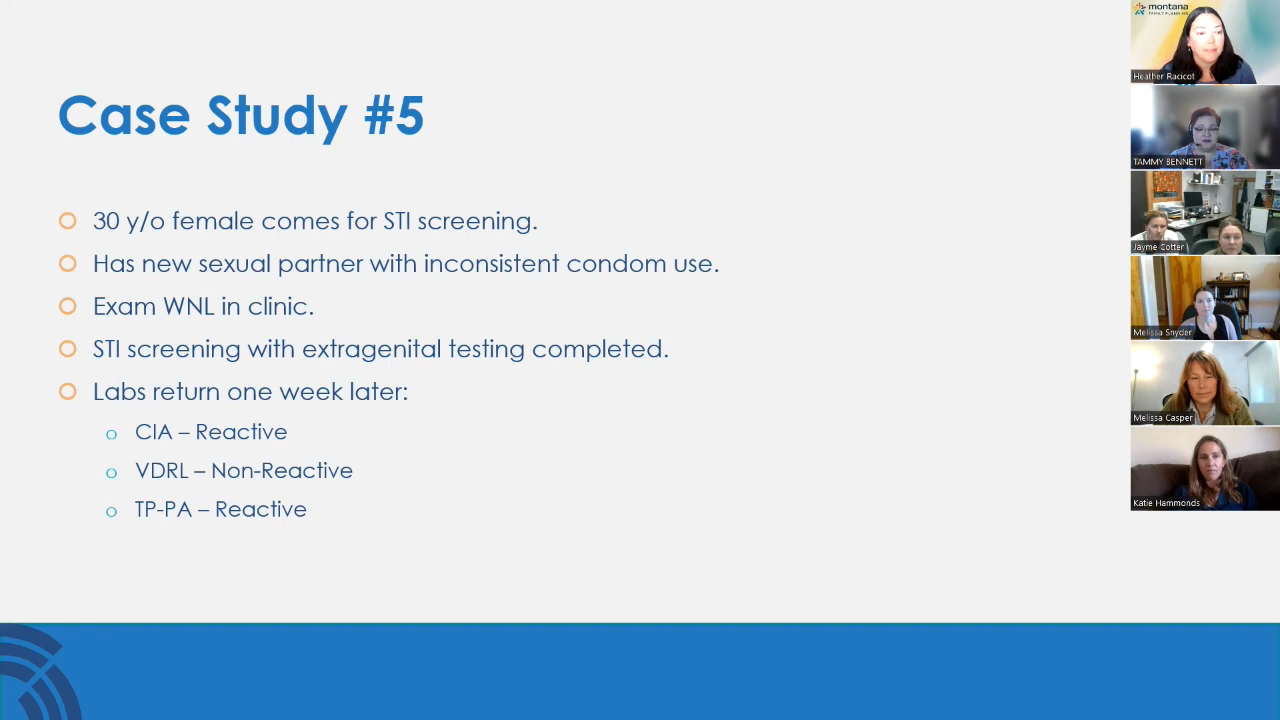 Case Study #5
30 y/o female comes for STI screening.
Has new sexual partner with inconsistent condom use.
Exam WNL in clinic.
STI screening with extragenital testing completed.
Labs return one week later:
CIA – Reactive
VDRL – Non-Reactive
TP-PA – Reactive
montana
FAMILY PLANNING
Heather Racicot
TAMMY BENNETT
Jayme Cotter
Melissa Snyder
Melissa Casper
Katie Hammonds